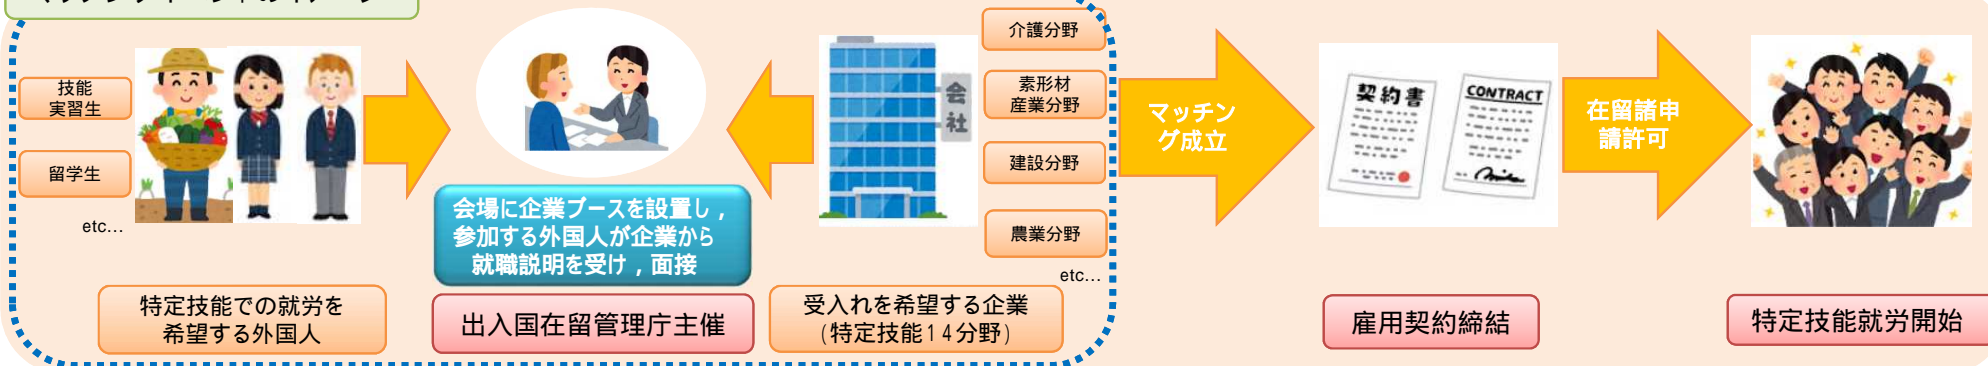 技能
実習生
留学生
etc…
特定技能での就労を
希望する外国人
会場に企業ブースを設置し，
参加する外国人が企業から
就職説明を受け，面接
出入国在留管理庁主催
会社
介護分野
素形材
産業分野
建設分野
農業分野
etc…
受入れを希望する企業
(特定技能14分野)
マッチン
グ成立
契約書
CONTRACT
雇用契約締結
在留諸申
請許可
特定技能就労開始